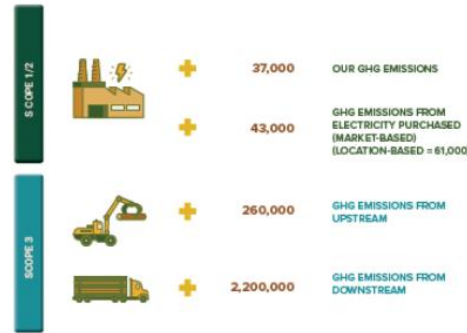 SCOPE 1/2
37,000
OUR GHG EMISSIONS
43,000
GHG EMISSIONS FROM
ELECTRICITY PURCHASED
(MARKET-BASED)
(LOCATION-BASED = 61,000)
SCOPE 3
260,000
GHG EMISSIONS FROM
UPSTREAM
2,200,000
GHG EMISSIONS FROM
DOWNSTREAM